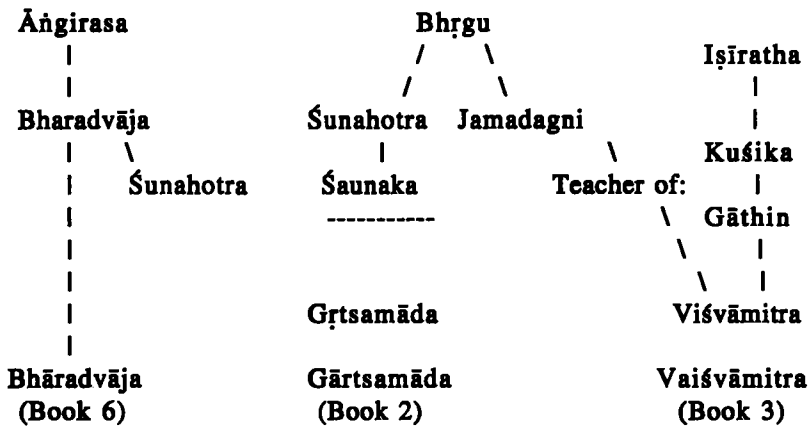 Āṅgirasa Bhṛgu
Iṣīratha
Bharadvāja Śunahotra Jamadagni
Kuśika
Śunahotra Śaunaka Teacher of:
Gāthin
-----------
Gṛtsamāda Viśvāmitra
Bhāradvāja Gārtsamāda Vaiśvāmitra
(Book 6) (Book 2) (Book 3)